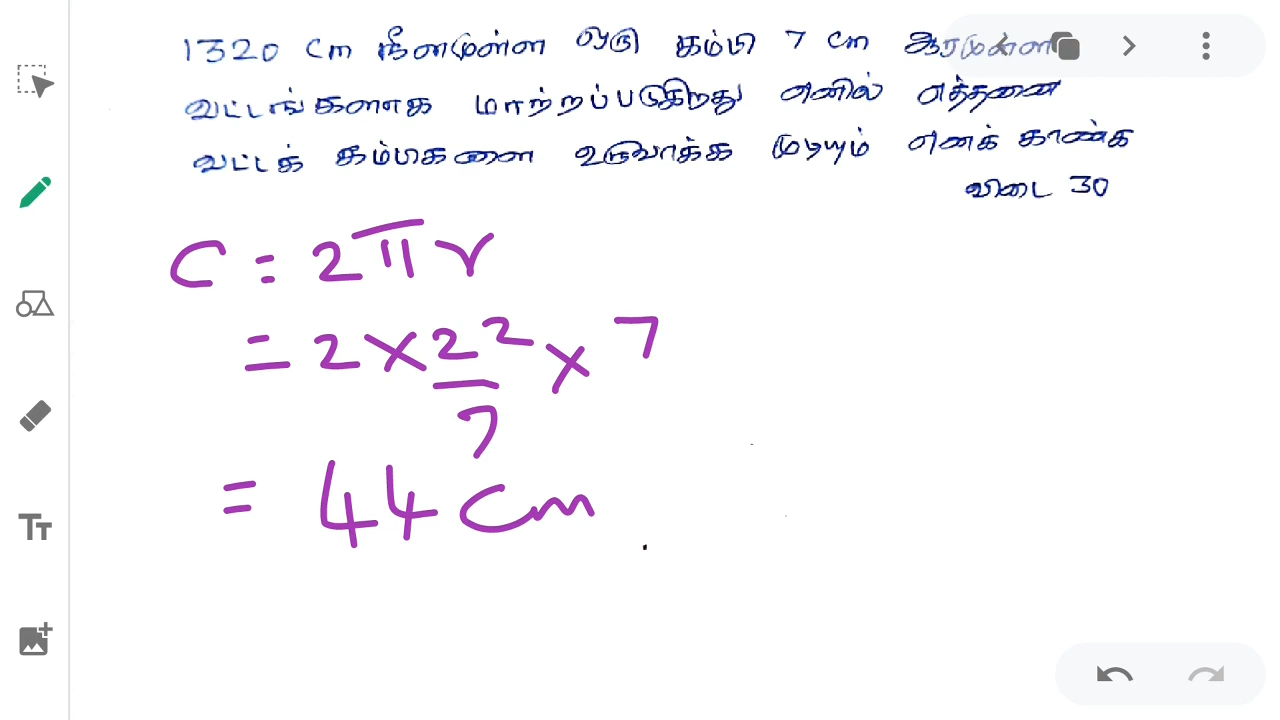 1320 cm நீளமுள்ள ஒரு கம்பி 7 cm ஆரமுள்ள
வட்டங்களாக மாற்றப்படுகிறது எனில் எத்தனை
வட்டக் கம்பிகளை உருவாக்க முடியும் எனக் காண்க
விடை 30
C = 2πr
= 2 × 22/7 × 7
= 44 cm
TT